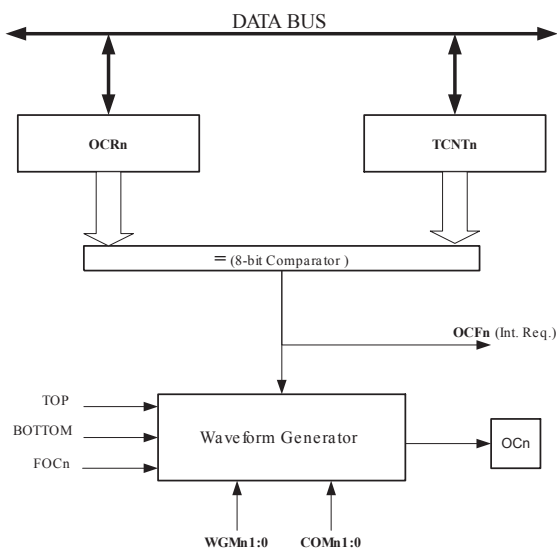 DATA BUS
OCRn
TCNTn
= (8-bit Comparator )
OCFn (Int. Req.)
TOP
BOTTOM
FOCn
Waveform Generator
OCn
WGMn1:0
COMn1:0